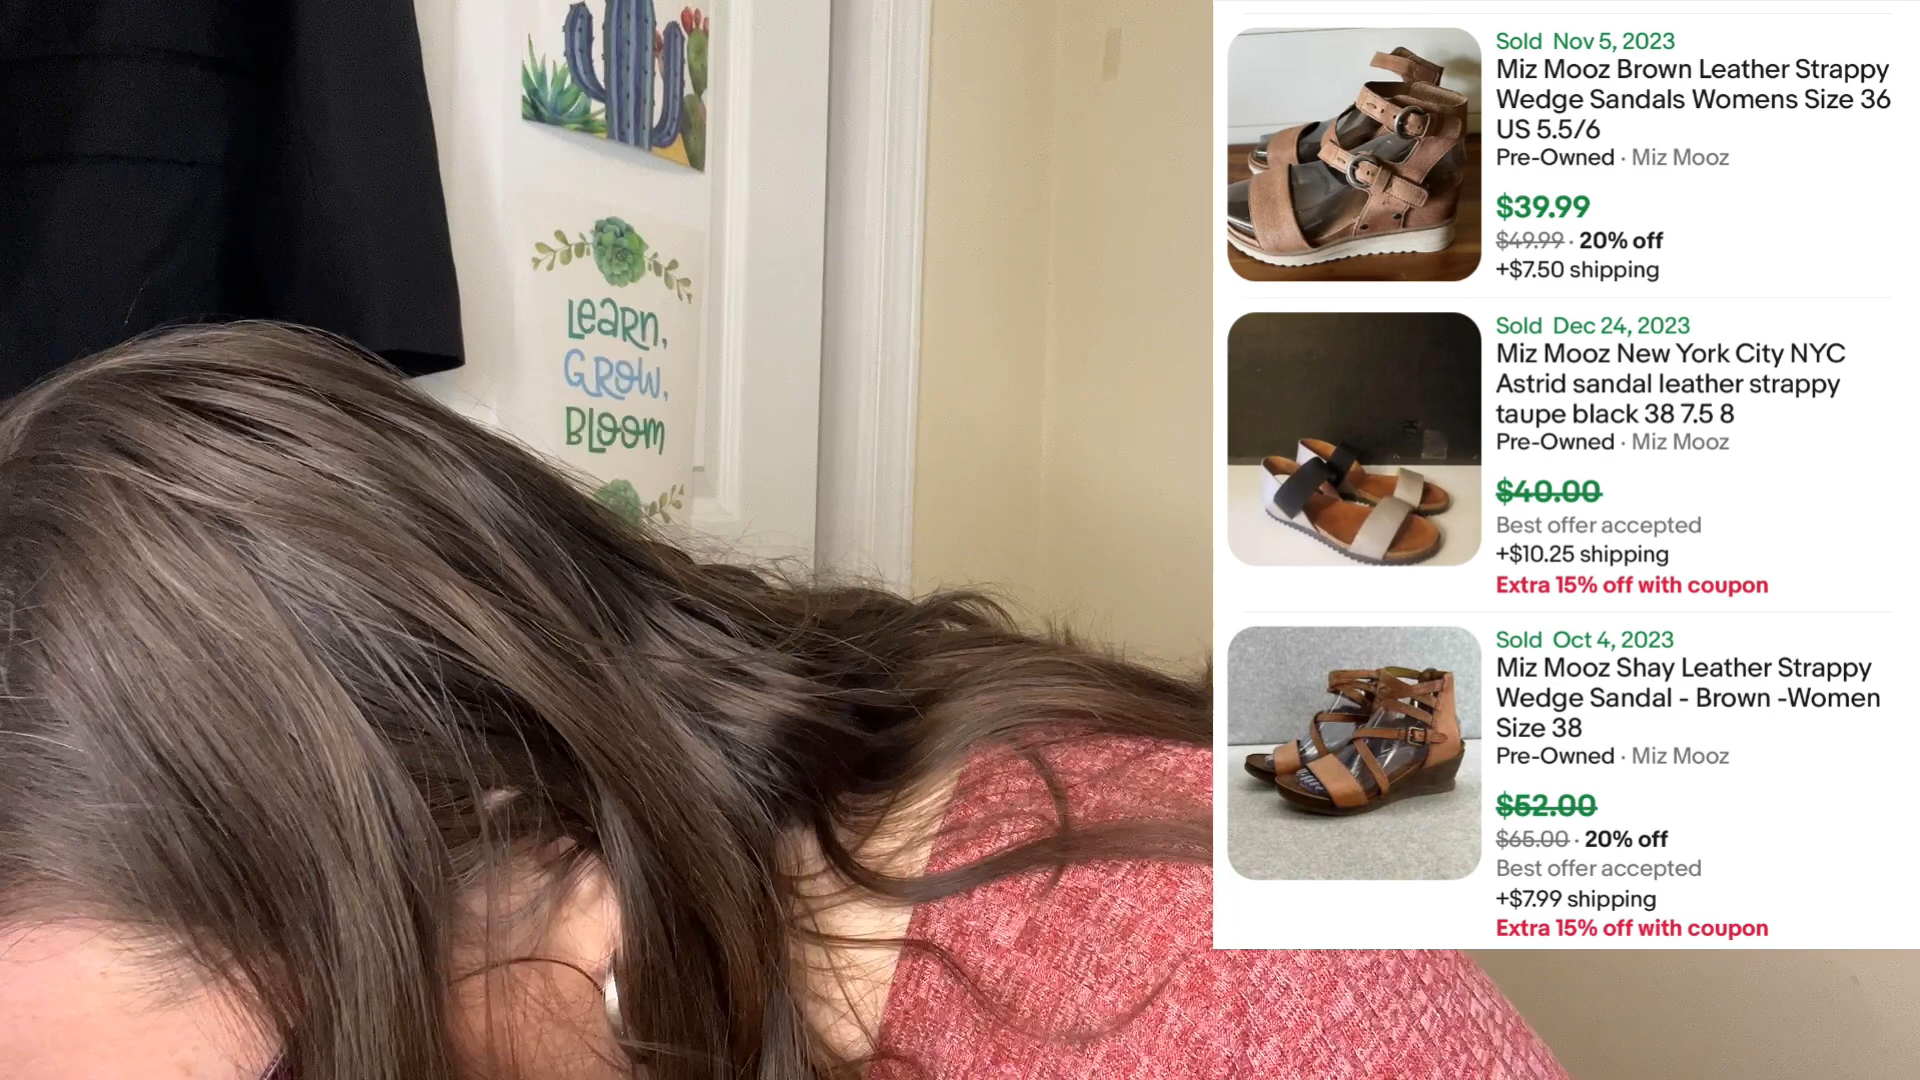 Learn,
Grow,
Bloom
Sold Nov 5, 2023
Miz Mooz Brown Leather Strappy
Wedge Sandals Womens Size 36
US 5.5/6
Pre-Owned · Miz Mooz
$39.99
$49.99 · 20% off
+$7.50 shipping
Sold Dec 24, 2023
Miz Mooz New York City NYC
Astrid sandal leather strappy
taupe black 38 7.5 8
Pre-Owned · Miz Mooz
$40.00
Best offer accepted
+$10.25 shipping
Extra 15% off with coupon
Sold Oct 4, 2023
Miz Mooz Shay Leather Strappy
Wedge Sandal - Brown -Women
Size 38
Pre-Owned · Miz Mooz
$52.00
$65.00 · 20% off
Best offer accepted
+$7.99 shipping
Extra 15% off with coupon